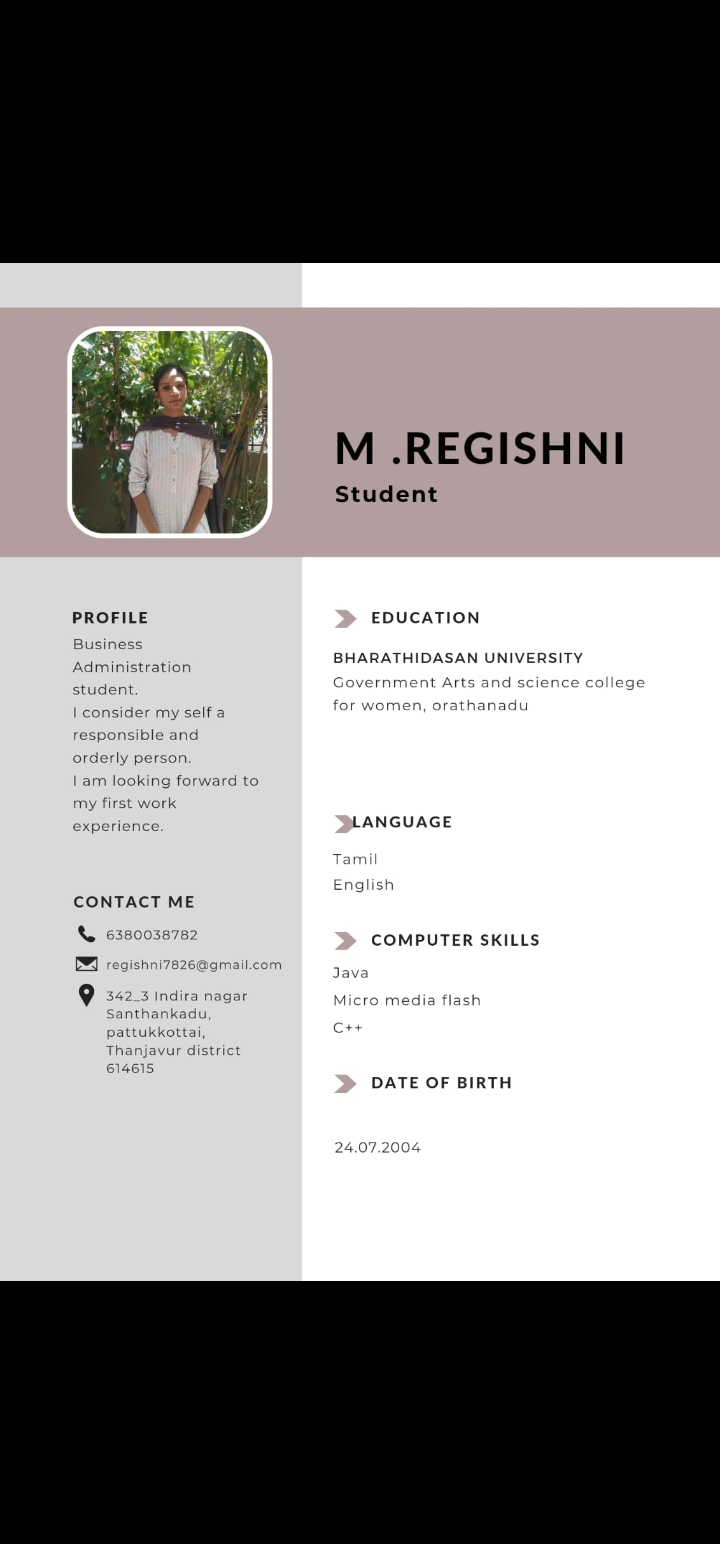 M .REGISHNI
Student
PROFILE
Business
Administration
student.
I consider my self a
responsible and
orderly person.
I am looking forward to
my first work
experience.
CONTACT ME
6380038782
regishni7826@gmail.com
342_3 Indira nagar
Santhankadu,
pattukkottai,
Thanjavur district
614615
EDUCATION
BHARATHIDASAN UNIVERSITY
Government Arts and science college
for women, orathanadu
LANGUAGE
Tamil
English
COMPUTER SKILLS
Java
Micro media flash
C++
DATE OF BIRTH
24.07.2004